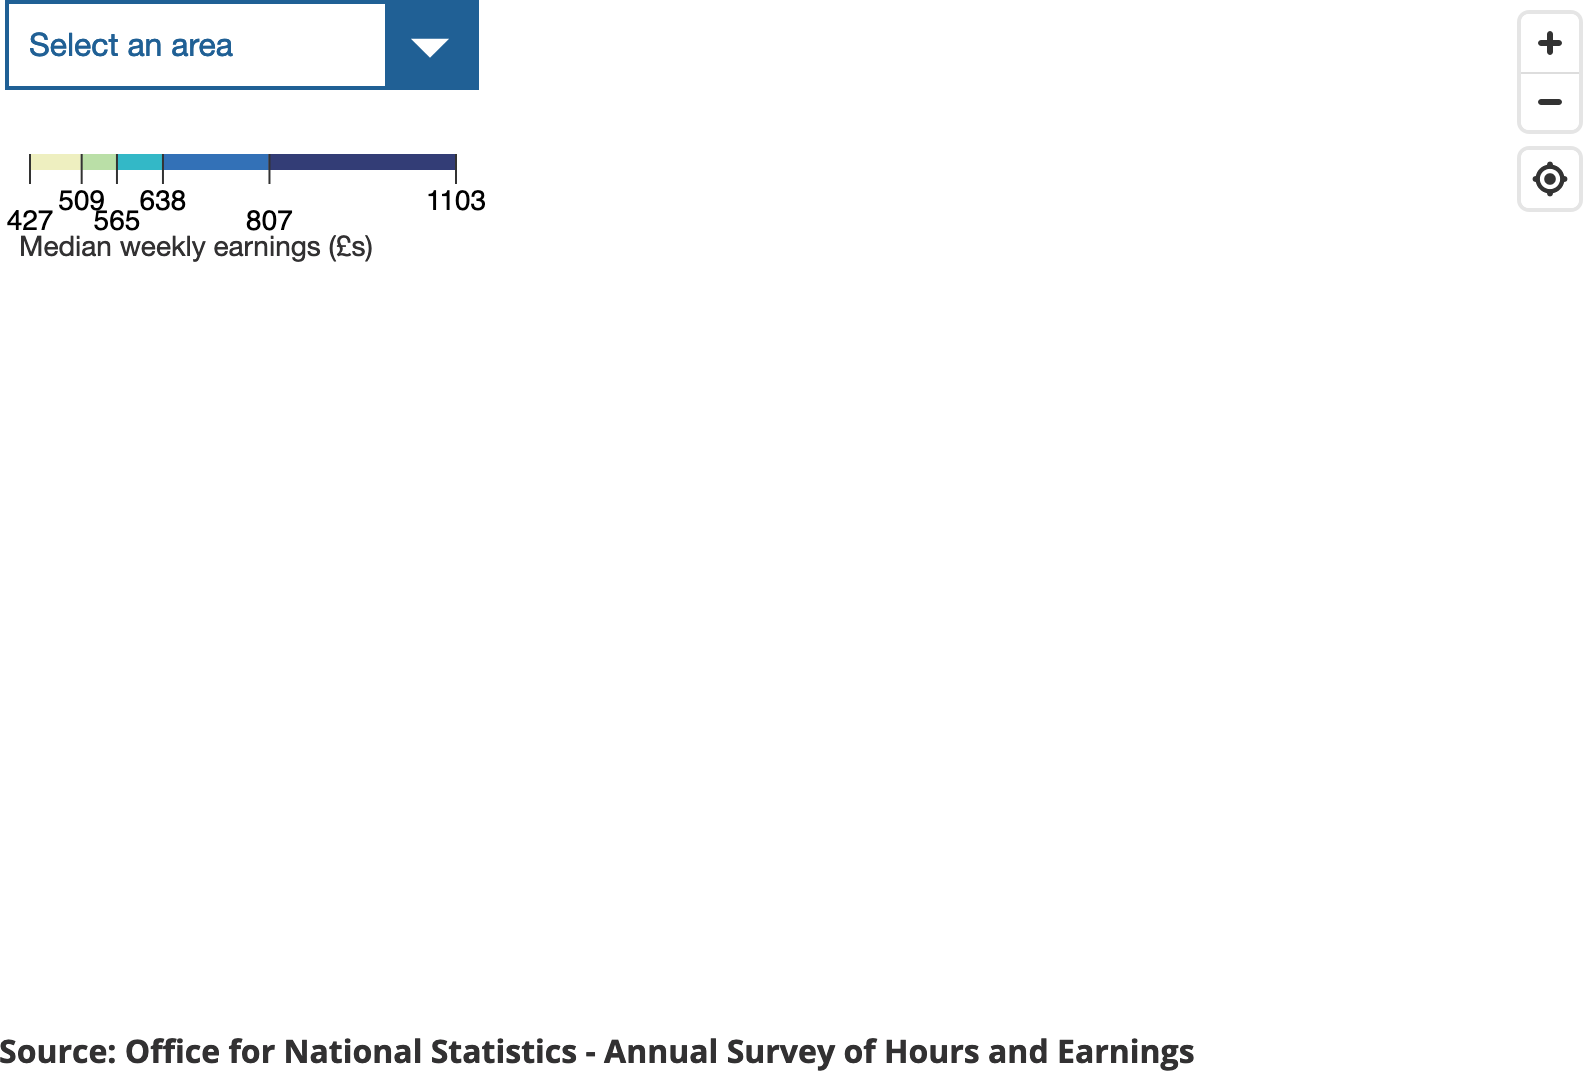 Select an area
509 638 1103
427 565 807
Median weekly earnings (£s)
Source: Office for National Statistics - Annual Survey of Hours and Earnings